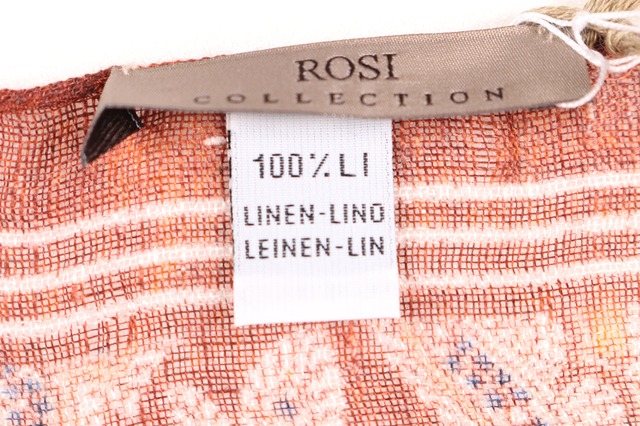 ROSI
COLLECTION
100% LI
LINEN-LINO
LEINEN-LIN